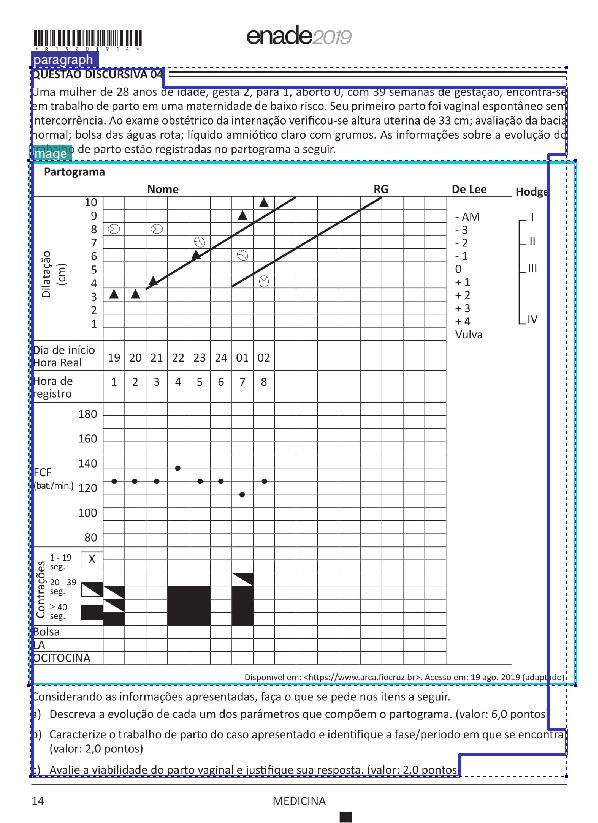 enade2019
paragraph
QUESTÃO DISCURSIVA 04
Uma mulher de 28 anos de idade, gesta 2, para 1, aborto 0, com 39 semanas de gestação, encontra-se
em trabalho de parto em uma maternidade de baixo risco. Seu primeiro parto foi vaginal espontâneo sem
intercorrência. Ao exame obstétrico da internação verificou-se altura uterina de 33 cm; avaliação da bacia
normal; bolsa das águas rota; líquido amniótico claro com grumos. As informações sobre a evolução do
de parto estão registradas no partograma a seguir.
mage
Partograma
Nome RG De Lee Hodge
Dilatação
(cm)
10
9
8
7
6
5
4
3
2
1
- AM
- 3
- 2
- 1
0
+ 1
+ 2
+ 3
+ 4
Vulva
I
II
III
IV
Dia de início
Hora Real
19 20 21 22 23 24 01 02
Hora de
registro
1 2 3 4 5 6 7 8
FCF
(bat./min.)
180
160
140
120
100
80
Contrações
1 - 19
seg.
X
20 - 39
seg.
> 40
seg.
Bolsa
LA
OCITOCINA
Disponível em: <https://www.arca.fiocruz.br>. Acesso em: 19 ago. 2019 (adaptado).
Considerando as informações apresentadas, faça o que se pede nos itens a seguir.
a) Descreva a evolução de cada um dos parâmetros que compõem o partograma. (valor: 6,0 pontos)
b) Caracterize o trabalho de parto do caso apresentado e identifique a fase/período em que se encontra.
(valor: 2,0 pontos)
c) Avalie a viabilidade do parto vaginal e justifique sua resposta. (valor: 2,0 pontos)
14 MEDICINA